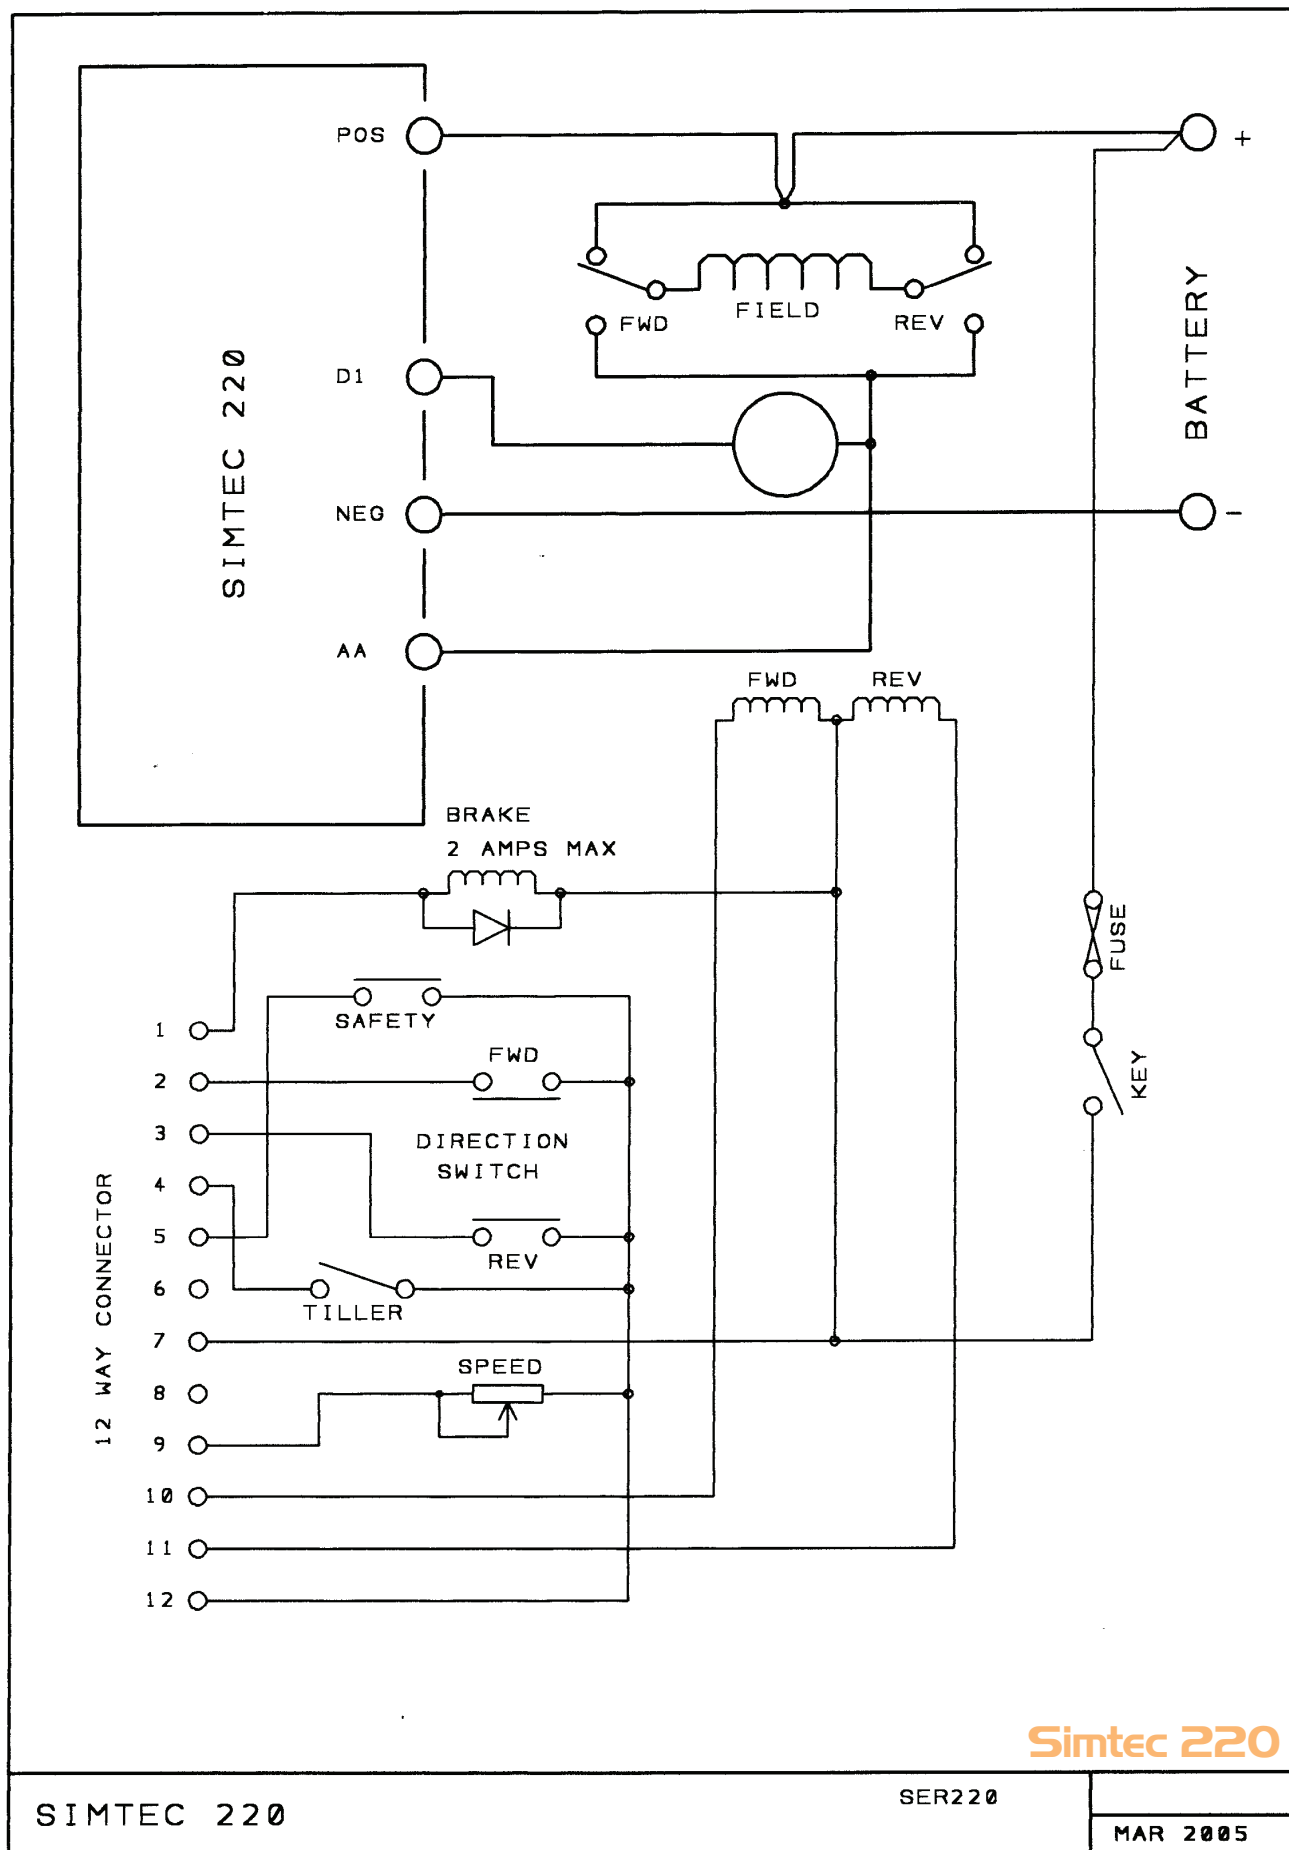 POS
+
FIELD
FWD
REV
D1
BATTERY
SIMTEC 220
NEG
-
AA
FWD
REV
BRAKE
2 AMPS MAX
FUSE
SAFETY
1
FWD
2
KEY
3
DIRECTION
SWITCH
4
5
REV
6
TILLER
12 WAY CONNECTOR
7
SPEED
8
9
10
11
12
Simtec 220
SIMTEC 220
SER220
MAR 2005